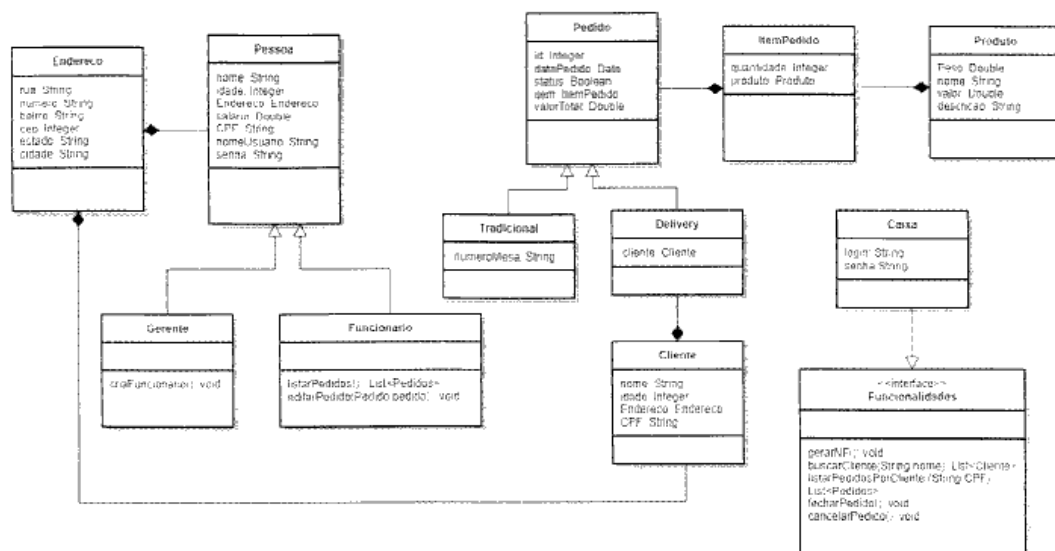 Endereco
rua String
numero String
bairro String
cep Integer
estado String
cidade String
Pessoa
nome String
idade Integer
Endereco Endereco
salario Double
CPF String
nomeUsuario String
senha String
Pedido
id Integer
dataPedido Date
status Boolean
item ItemPedido
valorTotal Double
ItemPedido
quantidade Integer
produto Produto
Produto
Peso Double
nome String
valor Double
descricao String
Tradicional
numeroMesa String
Delivery
cliente Cliente
Caixa
login String
senha String
Gerente
criaFuncionario() void
Funcionario
listarPedidos() List<Pedidos>
editarPedido(Pedido pedido) void
Cliente
nome String
idade Integer
Endereco Endereco
CPF String
<<interface>>
Funcionalidades
gerarNF() void
buscarCliente(String nome) List<Cliente>
listarPedidosPorCliente (String CPF)
List<Pedidos>
fecharPedido() void
cancelarPedido() void